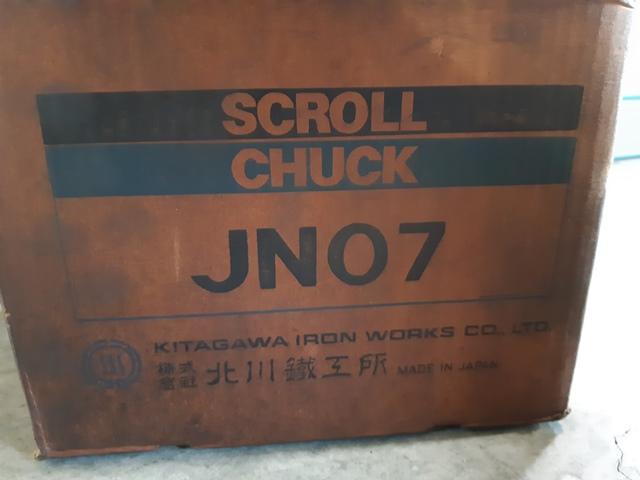 SCROLL
CHUCK
JN07
KITAGAWA IRON WORKS CO., LTD.
株式会社 北川鐵工所 MADE IN JAPAN